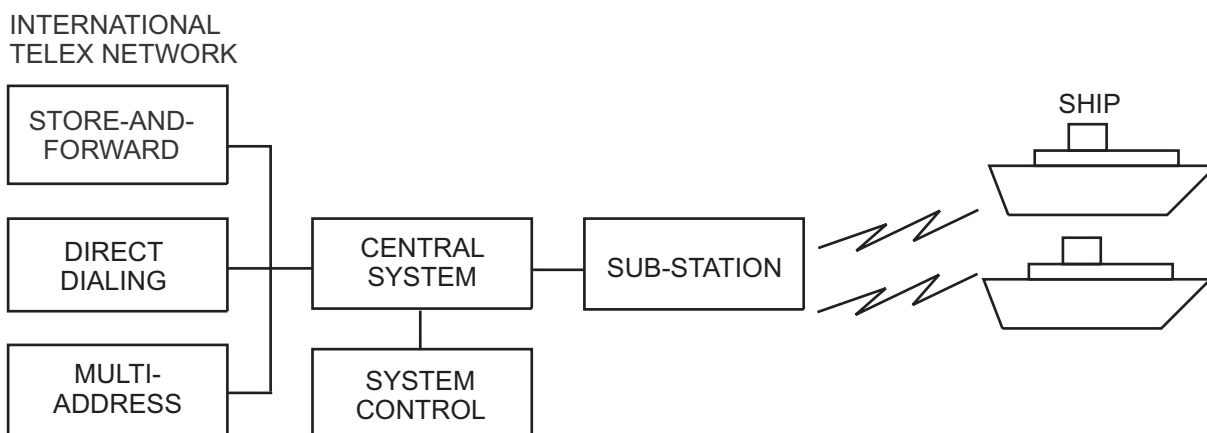 INTERNATIONAL
TELEX NETWORK
STORE-AND-
FORWARD
DIRECT
DIALING
MULTI-
ADDRESS
CENTRAL
SYSTEM
SYSTEM
CONTROL
SUB-STATION
SHIP